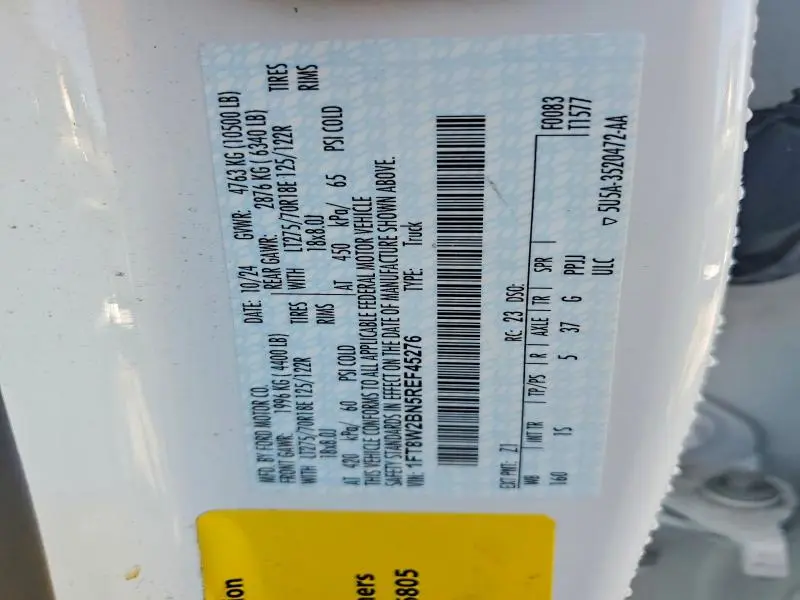 MFD. BY FORD MOTOR CO.
DATE: 10/24 GVWR: 4763 KG (10500 LB)
FRONT GAWR: 1996 KG (4400 LB) REAR GAWR: 2876 KG (6340 LB)
WITH LT275/70R18E 125/122R TIRES WITH LT275/70R18E 125/122R TIRES
18x8.0J RIMS 18x8.0J RIMS
AT 420 kPa/ 60 PSI COLD AT 450 kPa/ 65 PSI COLD
THIS VEHICLE CONFORMS TO ALL APPLICABLE FEDERAL MOTOR VEHICLE
SAFETY STANDARDS IN EFFECT ON THE DATE OF MANUFACTURE SHOWN ABOVE.
VIN: 1FT8W2BN5REF45276 TYPE: Truck
F0083
T1577
EXT PNT: Z1 RC: 23 DSO:
WB INT TR TP/PS R AXLE TR SPR
160 1S 5 37 G PPJJ
ULC
5U5A-3520472-AA
ion
ners
6805